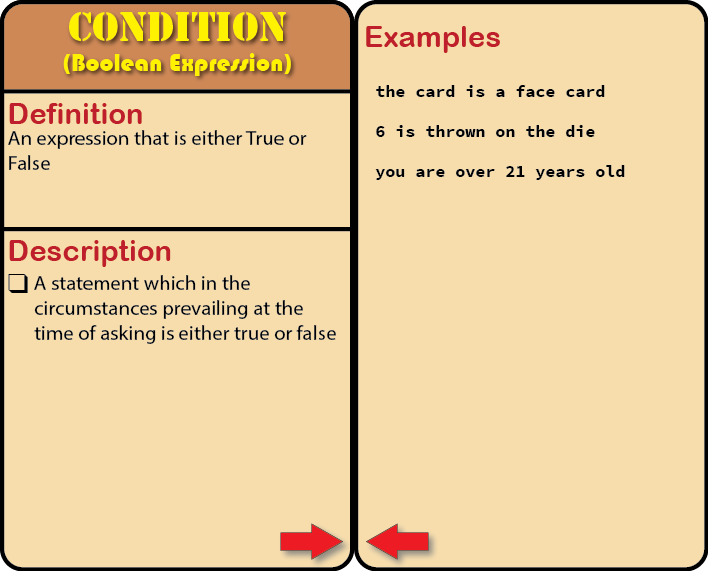 CONDITION
(Boolean Expression)
Definition
An expression that is either True or
False
Description
A statement which in the
circumstances prevailing at the
time of asking is either true or false
Examples
the card is a face card
6 is thrown on the die
you are over 21 years old